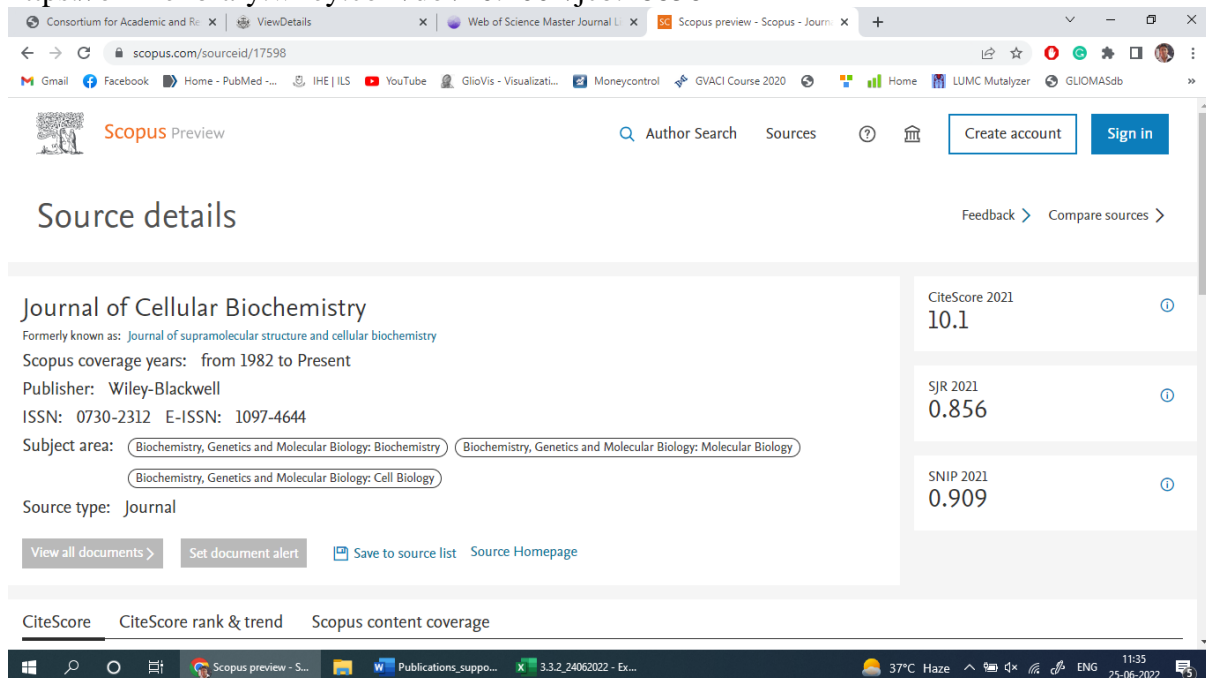 Consortium for Academic and Re
ViewDetails
Web of Science Master Journal L
Scopus preview - Scopus - Journ
scopus.com/sourceid/17598
Gmail Facebook Home - PubMed -... IHE | ILS YouTube GlioVis - Visualizati... Moneycontrol GVACI Course 2020 Home LUMC Mutalyzer GLIOMASdb »
Scopus Preview
Author Search Sources Create account Sign in
Source details
Feedback Compare sources
Journal of Cellular Biochemistry
Formerly known as: Journal of supramolecular structure and cellular biochemistry
Scopus coverage years: from 1982 to Present
Publisher: Wiley-Blackwell
ISSN: 0730-2312 E-ISSN: 1097-4644
Subject area: Biochemistry, Genetics and Molecular Biology: Biochemistry Biochemistry, Genetics and Molecular Biology: Molecular Biology
Biochemistry, Genetics and Molecular Biology: Cell Biology
Source type: Journal
View all documents Set document alert Save to source list Source Homepage
CiteScore 2021
10.1
SJR 2021
0.856
SNIP 2021
0.909
CiteScore CiteScore rank & trend Scopus content coverage
Scopus preview - S... Publications_suppo... 3.3.2_24062022 - Ex... 37°C Haze ENG 11:35
25-06-2022 5